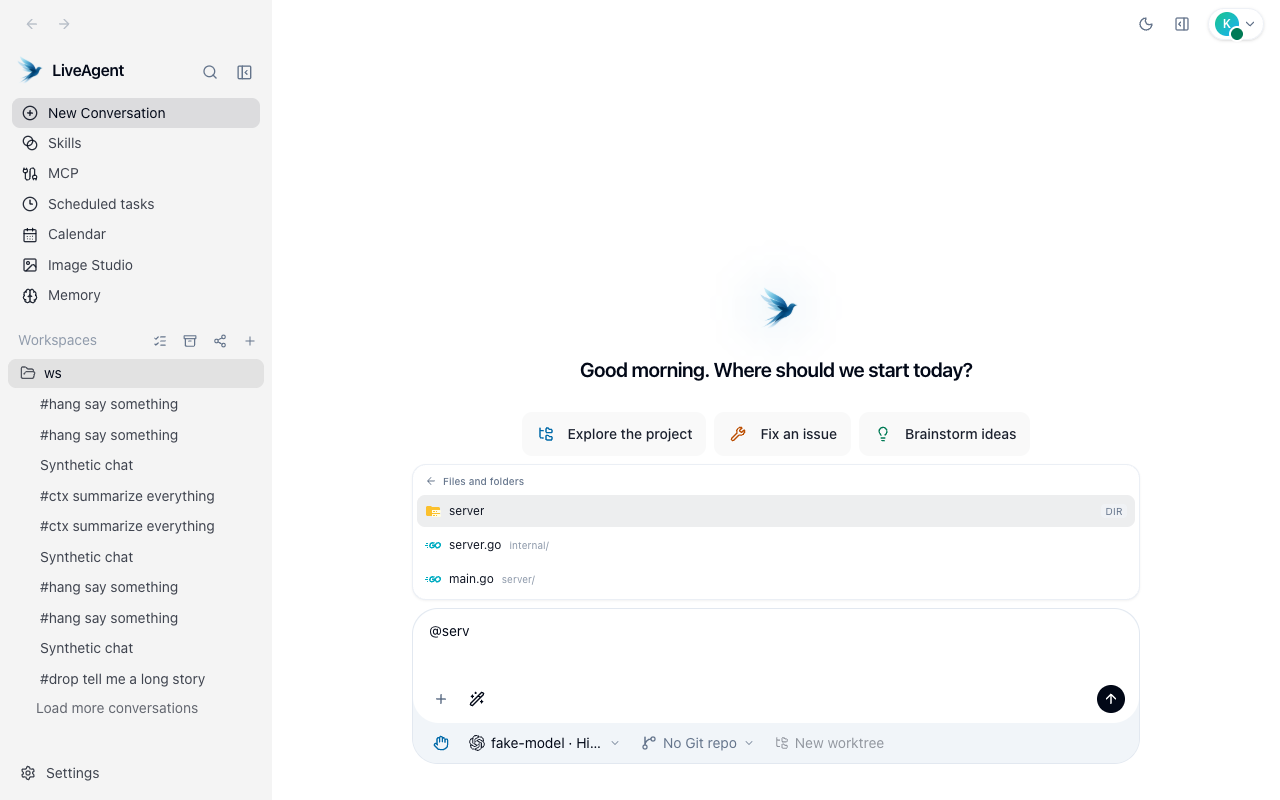 K
LiveAgent
New Conversation
Skills
MCP
Scheduled tasks
Calendar
Image Studio
Memory
Workspaces
ws
#hang say something
#hang say something
Synthetic chat
#ctx summarize everything
#ctx summarize everything
Synthetic chat
#hang say something
#hang say something
Synthetic chat
#drop tell me a long story
Load more conversations
Settings
Good morning. Where should we start today?
Explore the project
Fix an issue
Brainstorm ideas
Files and folders
server DIR
GO server.go internal/
GO main.go server/
@serv
fake-model · Hi...
No Git repo
New worktree